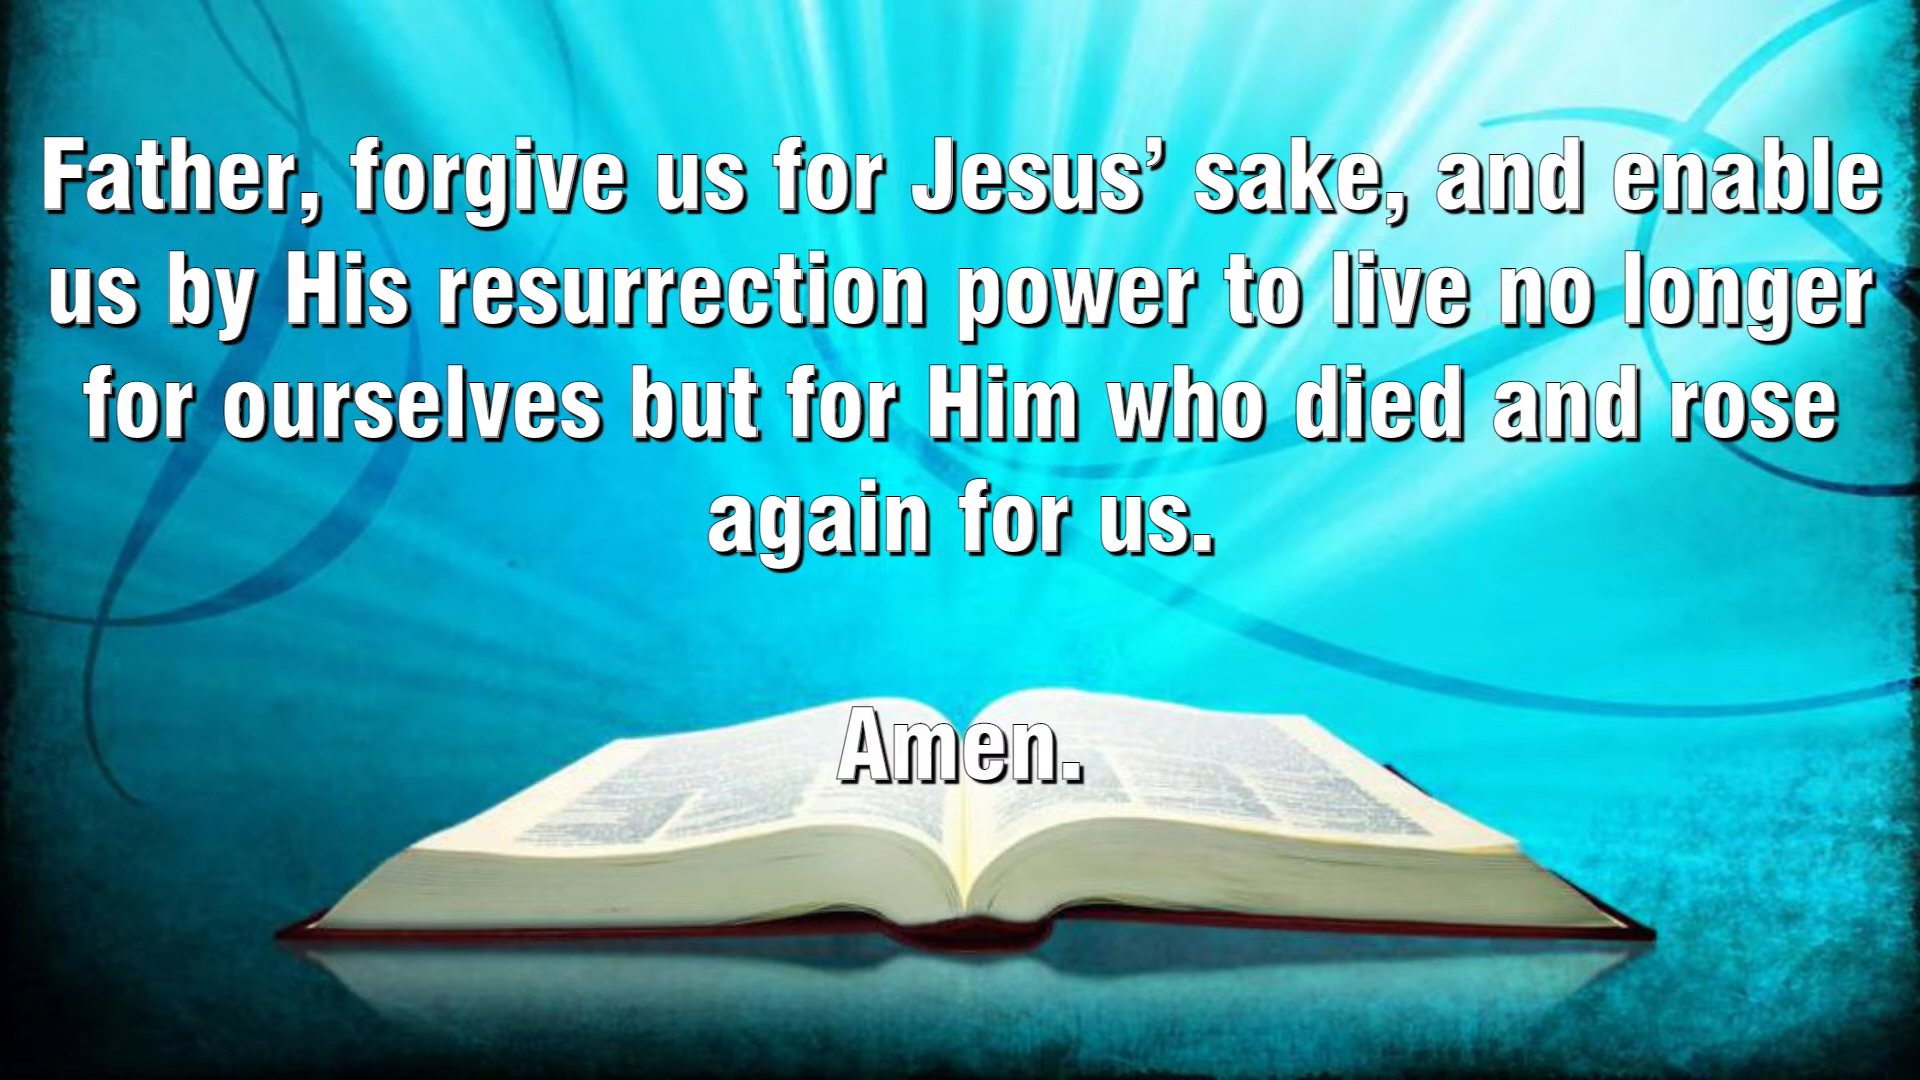 Father, forgive us for Jesus’ sake, and enable
us by His resurrection power to live no longer
for ourselves but for Him who died and rose
again for us.
Amen.